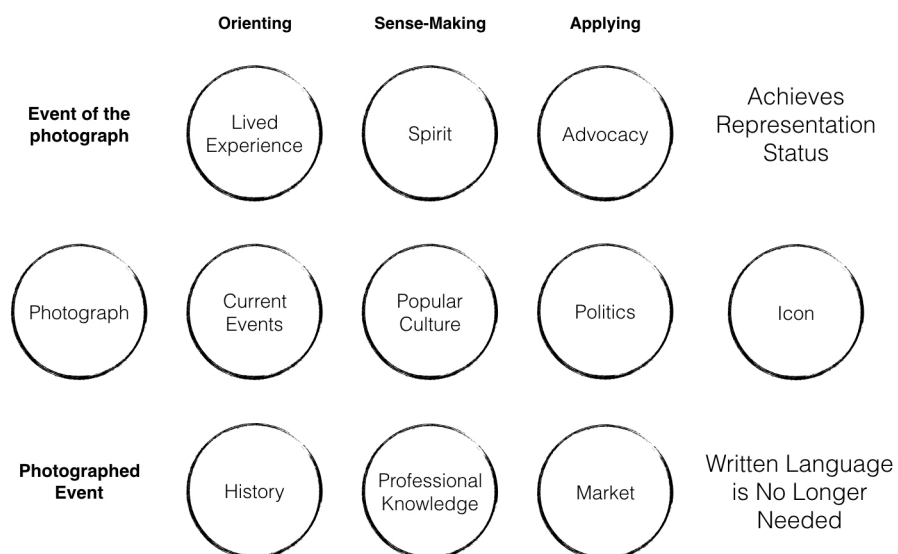 Orienting
Sense-Making
Applying
Event of the
photograph
Lived
Experience
Spirit
Advocacy
Achieves
Representation
Status
Photograph
Current
Events
Popular
Culture
Politics
Icon
Photographed
Event
History
Professional
Knowledge
Market
Written Language
is No Longer
Needed